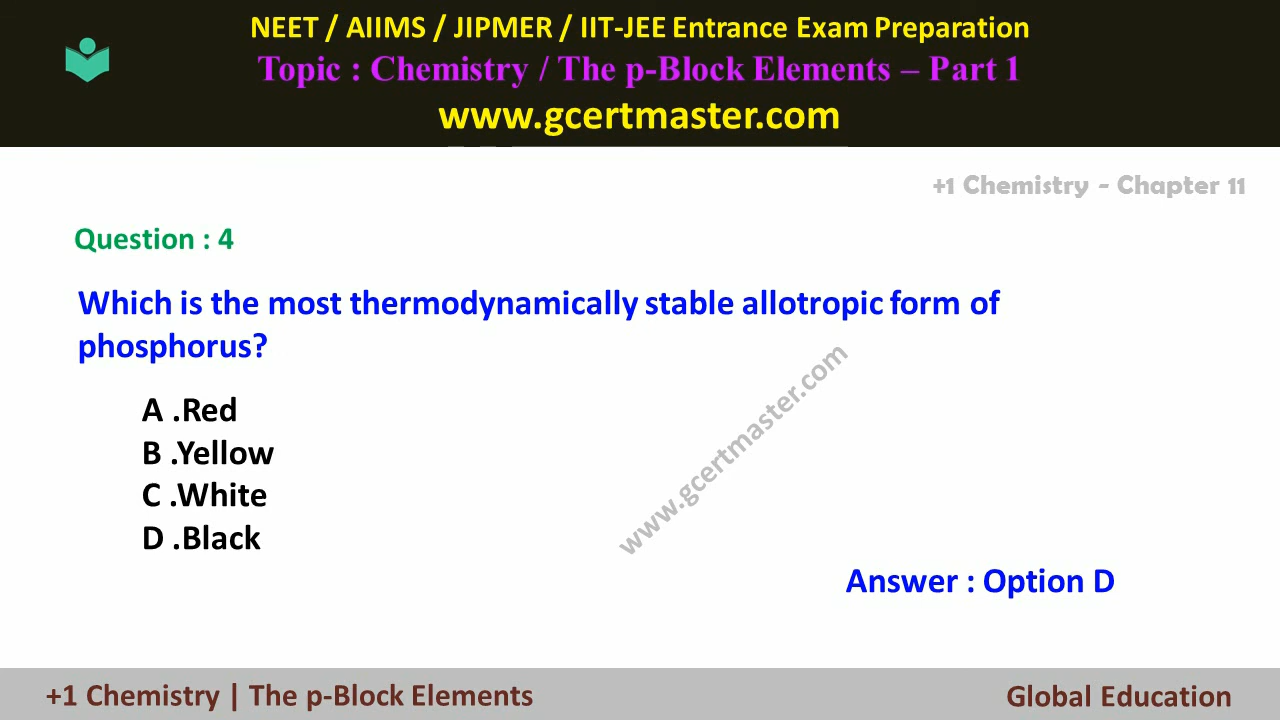 NEET / AIIMS / JIPMER / IIT-JEE Entrance Exam Preparation
Topic : Chemistry / The p-Block Elements – Part 1
www.gcertmaster.com
+1 Chemistry - Chapter 11
Question : 4
Which is the most thermodynamically stable allotropic form of
phosphorus?
A .Red
B .Yellow
C .White
D .Black
www.gcertmaster.com
Answer : Option D
+1 Chemistry | The p-Block Elements
Global Education